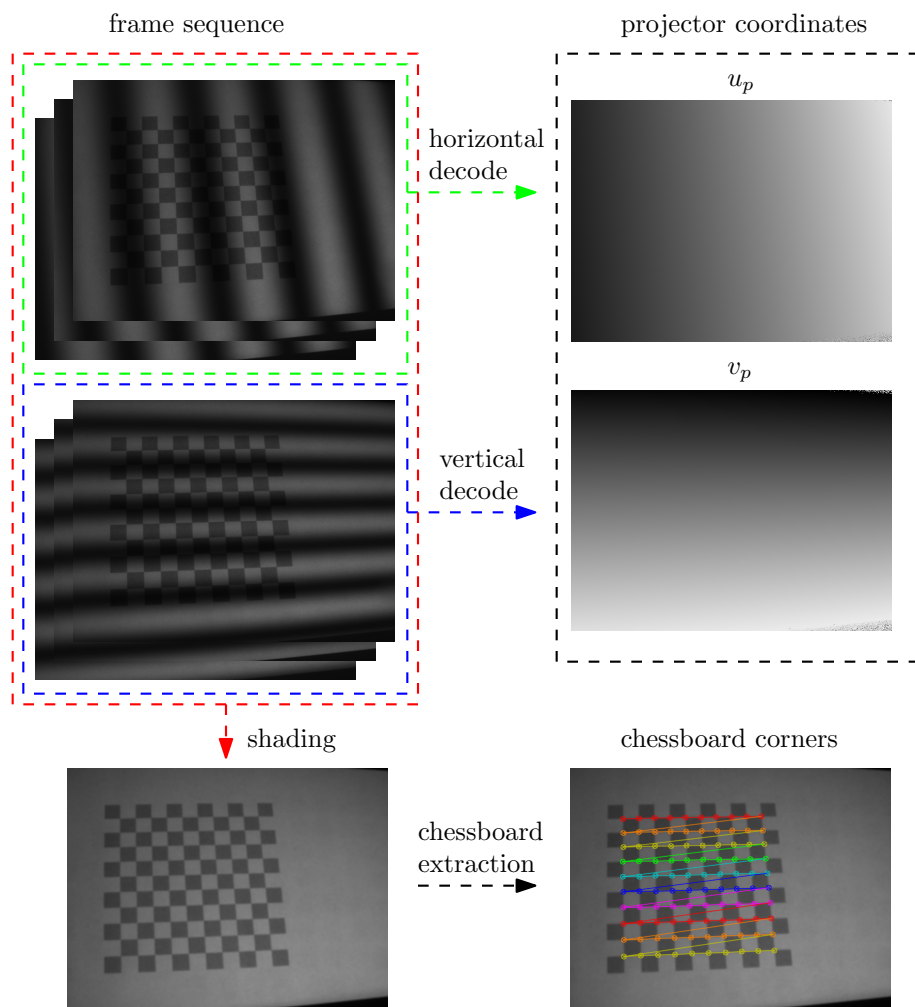 frame sequence
projector coordinates
horizontal
decode
u_p
vertical
decode
v_p
shading
chessboard corners
chessboard
extraction